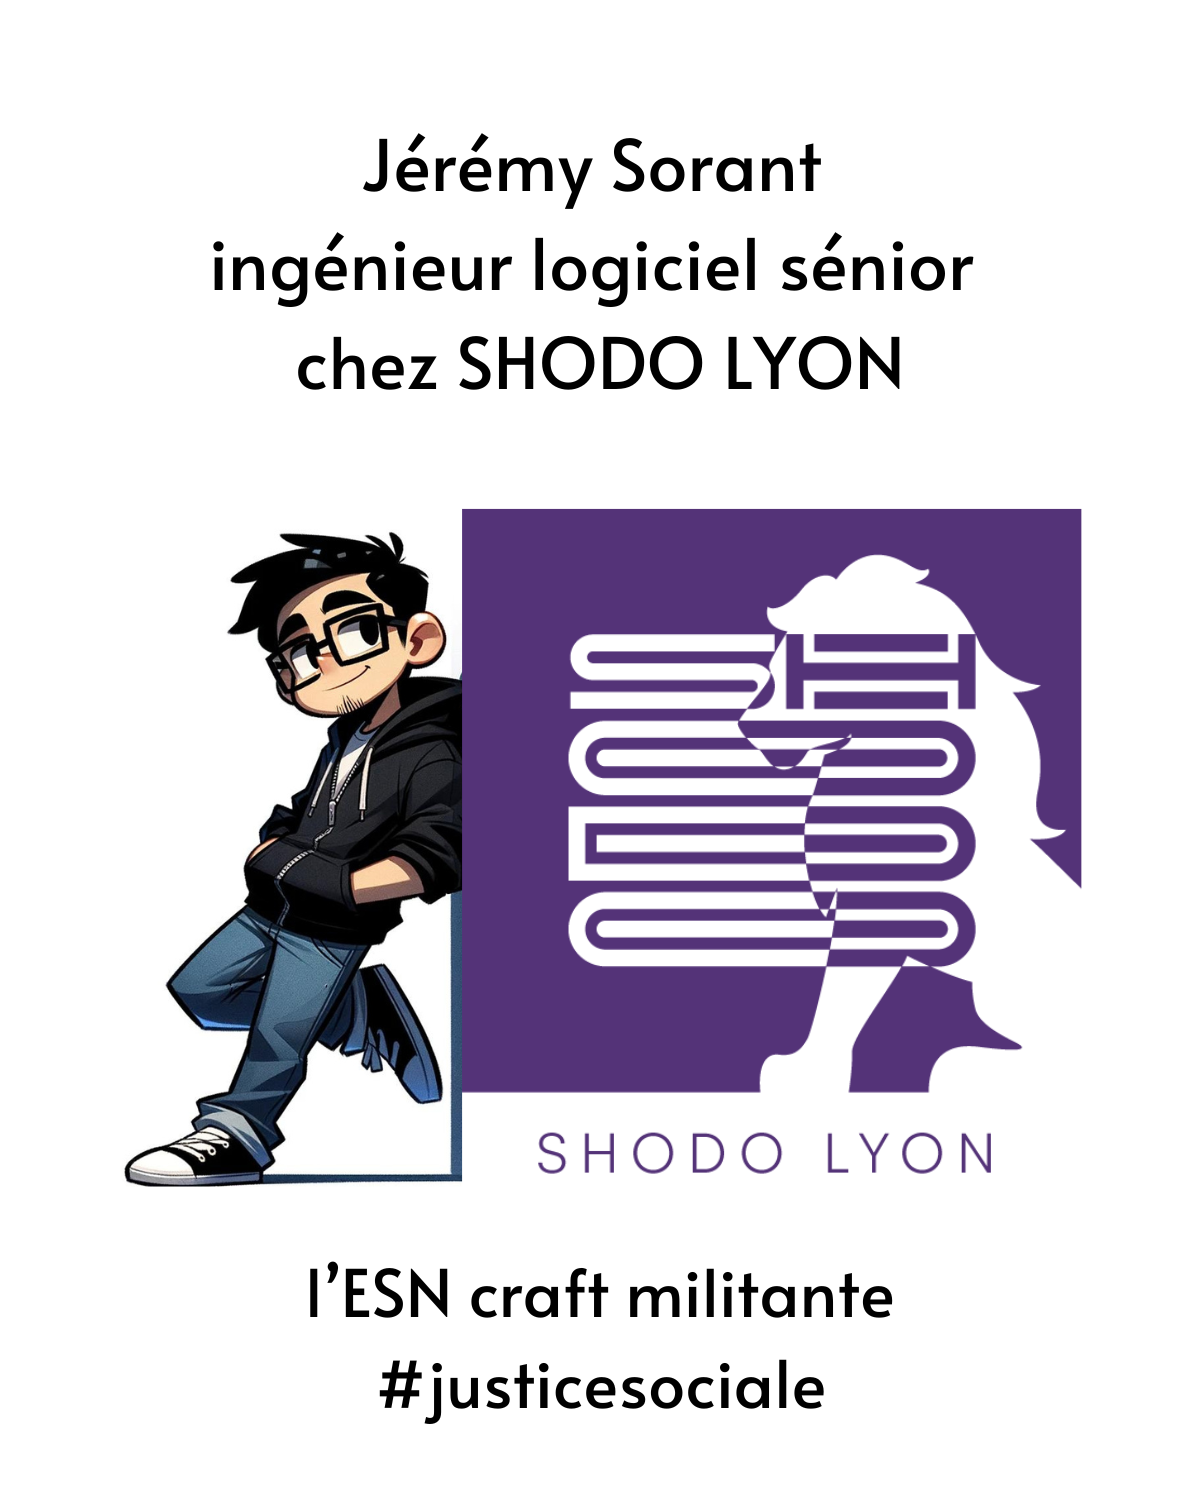 Jérémy Sorant
ingénieur logiciel sénior
chez SHODO LYON
SHODO
SHODO LYON
l’ESN craft militante
#justicesociale